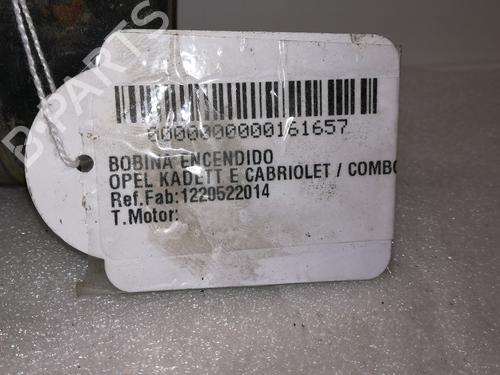 B-PARTS
0000000000161657
BOBINA ENCENDIDO
OPEL KADETT E CABRIOLET / COMBO
Ref.Fab:1220522014
T.Motor: